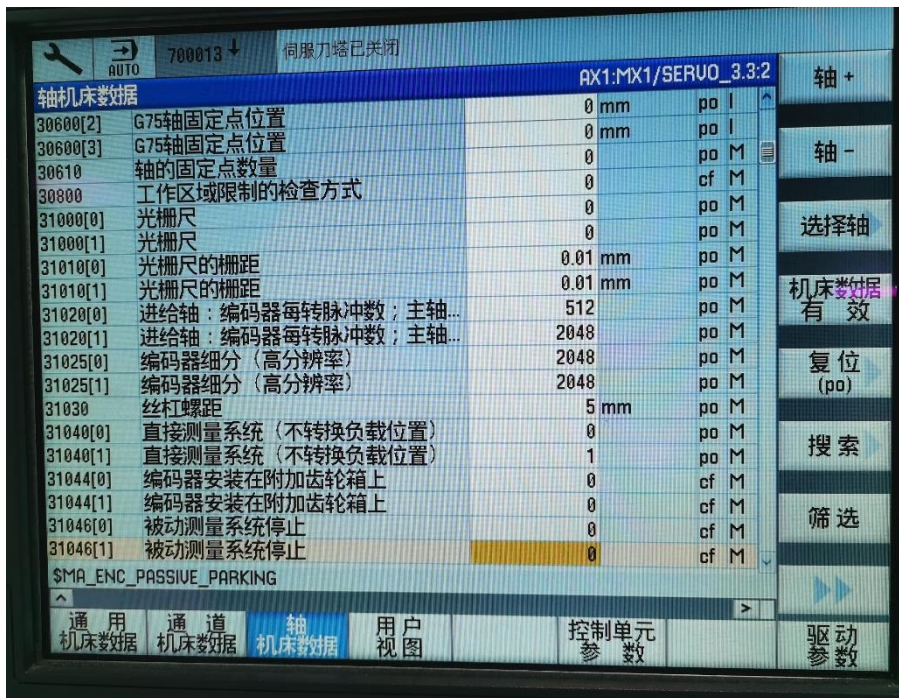 AUTO
700013
伺服刀塔已关闭
轴机床数据 AX1:MX1/SERVO_3.3:2
30600[2] G75轴固定点位置 0 mm po I
30600[3] G75轴固定点位置 0 mm po I
30610 轴的固定点数量 0 po M
30800 工作区域限制的检查方式 0 cf M
31000[0] 光栅尺 0 po M
31000[1] 光栅尺 0 po M
31010[0] 光栅尺的栅距 0.01 mm po M
31010[1] 光栅尺的栅距 0.01 mm po M
31020[0] 进给轴：编码器每转脉冲数；主轴... 512 po M
31020[1] 进给轴：编码器每转脉冲数；主轴... 2048 po M
31025[0] 编码器细分（高分辨率） 2048 po M
31025[1] 编码器细分（高分辨率） 2048 po M
31030 丝杠螺距 5 mm po M
31040[0] 直接测量系统（不转换负载位置） 0 po M
31040[1] 直接测量系统（不转换负载位置） 1 po M
31044[0] 编码器安装在附加齿轮箱上 0 cf M
31044[1] 编码器安装在附加齿轮箱上 0 cf M
31046[0] 被动测量系统停止 0 cf M
31046[1] 被动测量系统停止 0 cf M
$MA_ENC_PASSIVE_PARKING
轴 +
轴 -
选择轴
机床数据
有 效
复 位
(po)
搜 索
筛 选
驱 动
参 数
通 用
机床数据
通 道
机床数据
轴
机床数据
用 户
视 图
控制单元
参 数